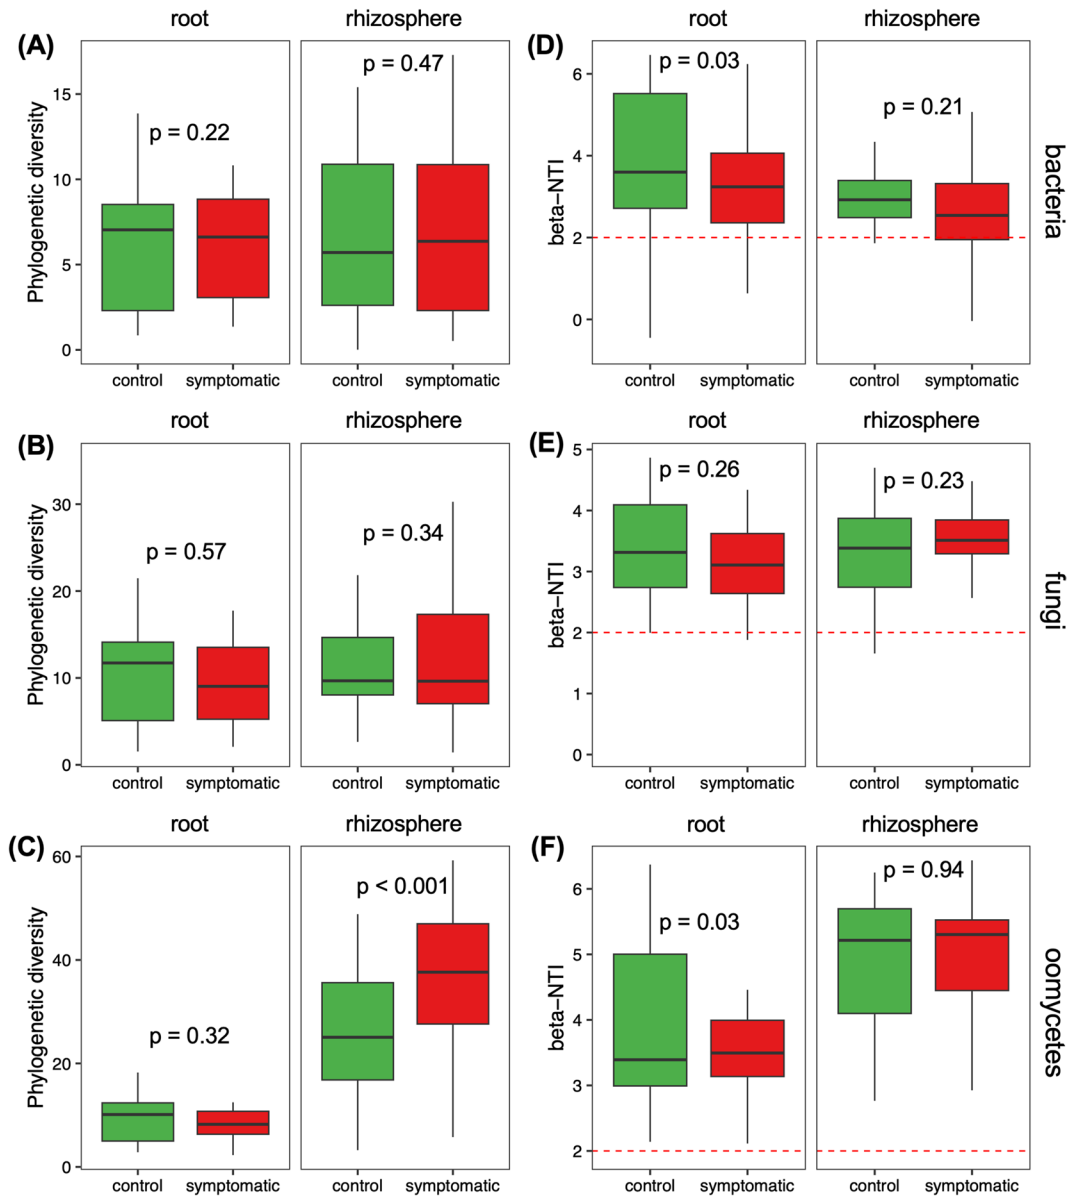 root
rhizosphere
(A)
Phylogenetic diversity
15
10
5
0
p = 0.22
p = 0.47
control
symptomatic
control
symptomatic
root
rhizosphere
(D)
beta−NTI
6
4
2
0
p = 0.03
p = 0.21
control
symptomatic
control
symptomatic
bacteria
root
rhizosphere
(B)
Phylogenetic diversity
30
20
10
0
p = 0.57
p = 0.34
control
symptomatic
control
symptomatic
root
rhizosphere
(E)
beta−NTI
5
4
3
2
1
0
p = 0.26
p = 0.23
control
symptomatic
control
symptomatic
fungi
root
rhizosphere
(C)
Phylogenetic diversity
60
40
20
0
p = 0.32
p < 0.001
control
symptomatic
control
symptomatic
root
rhizosphere
(F)
beta−NTI
6
5
4
3
2
p = 0.03
p = 0.94
control
symptomatic
control
symptomatic
oomycetes